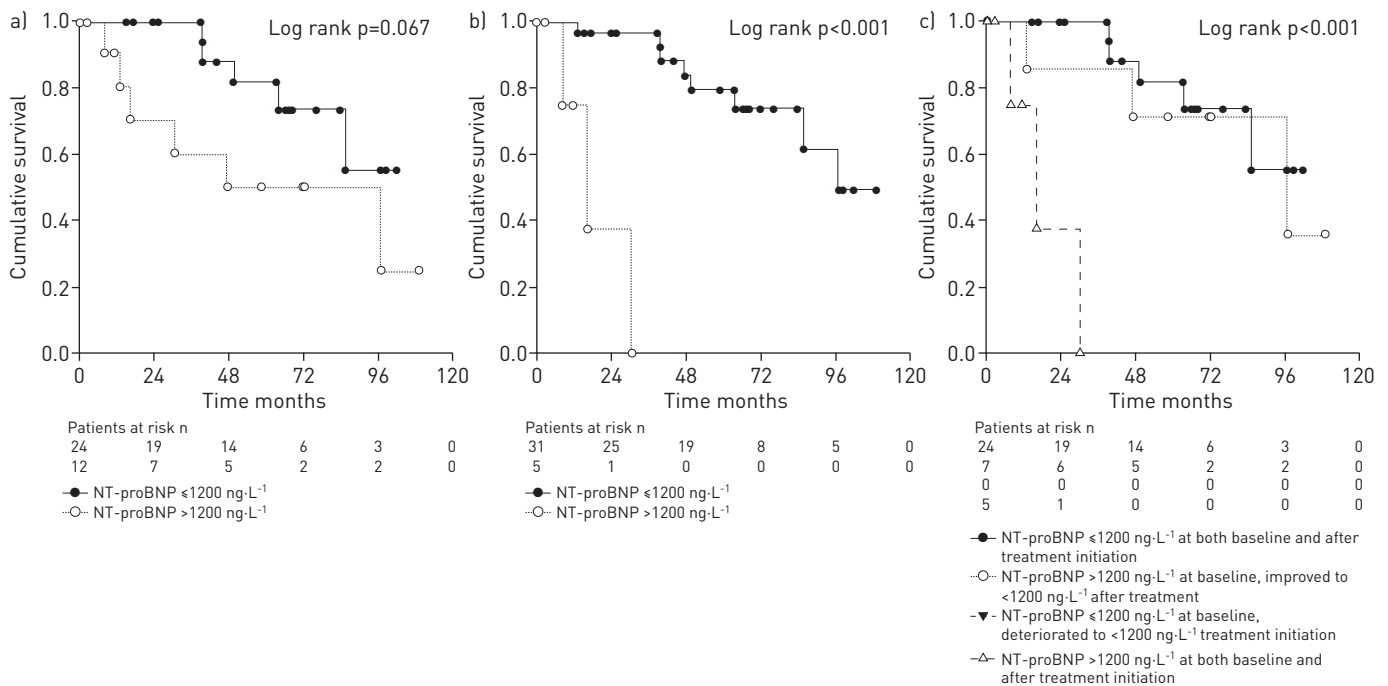 a)
Log rank p=0.067
Cumulative survival
1.0
0.8
0.6
0.4
0.2
0.0
0 24 48 72 96 120
Time months
Patients at risk n
24 19 14 6 3 0
12 7 5 2 2 0
NT-proBNP ≤1200 ng·L-1
NT-proBNP >1200 ng·L-1
b)
Log rank p<0.001
Cumulative survival
1.0
0.8
0.6
0.4
0.2
0.0
0 24 48 72 96 120
Time months
Patients at risk n
31 25 19 8 5 0
5 1 0 0 0 0
NT-proBNP ≤1200 ng·L-1
NT-proBNP >1200 ng·L-1
c)
Log rank p<0.001
Cumulative survival
1.0
0.8
0.6
0.4
0.2
0.0
0 24 48 72 96 120
Time months
Patients at risk n
24 19 14 6 3 0
7 6 5 2 2 0
0 0 0 0 0 0
5 1 0 0 0 0
NT-proBNP ≤1200 ng·L-1 at both baseline and after
treatment initiation
NT-proBNP >1200 ng·L-1 at baseline, improved to
<1200 ng·L-1 after treatment
NT-proBNP ≤1200 ng·L-1 at baseline,
deteriorated to <1200 ng·L-1 treatment initiation
NT-proBNP >1200 ng·L-1 at both baseline and
after treatment initiation